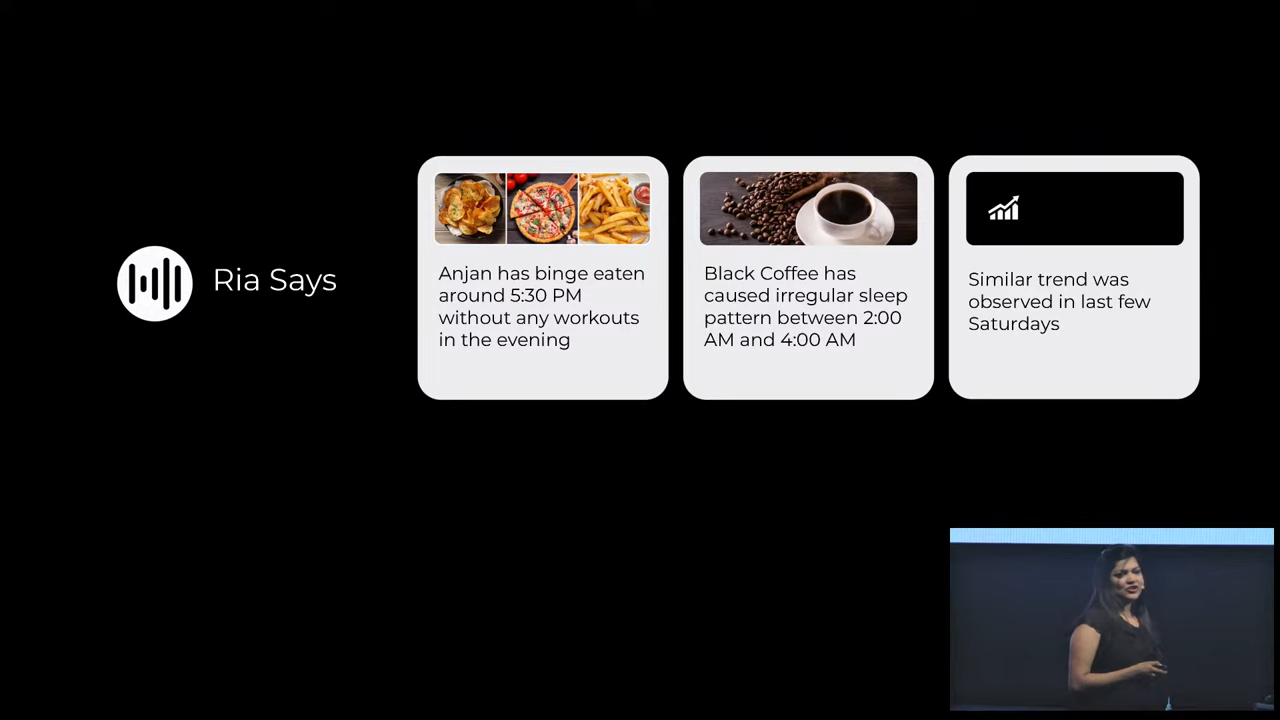 Ria Says
Anjan has binge eaten
around 5:30 PM
without any workouts
in the evening
Black Coffee has
caused irregular sleep
pattern between 2:00
AM and 4:00 AM
Similar trend was
observed in last few
Saturdays